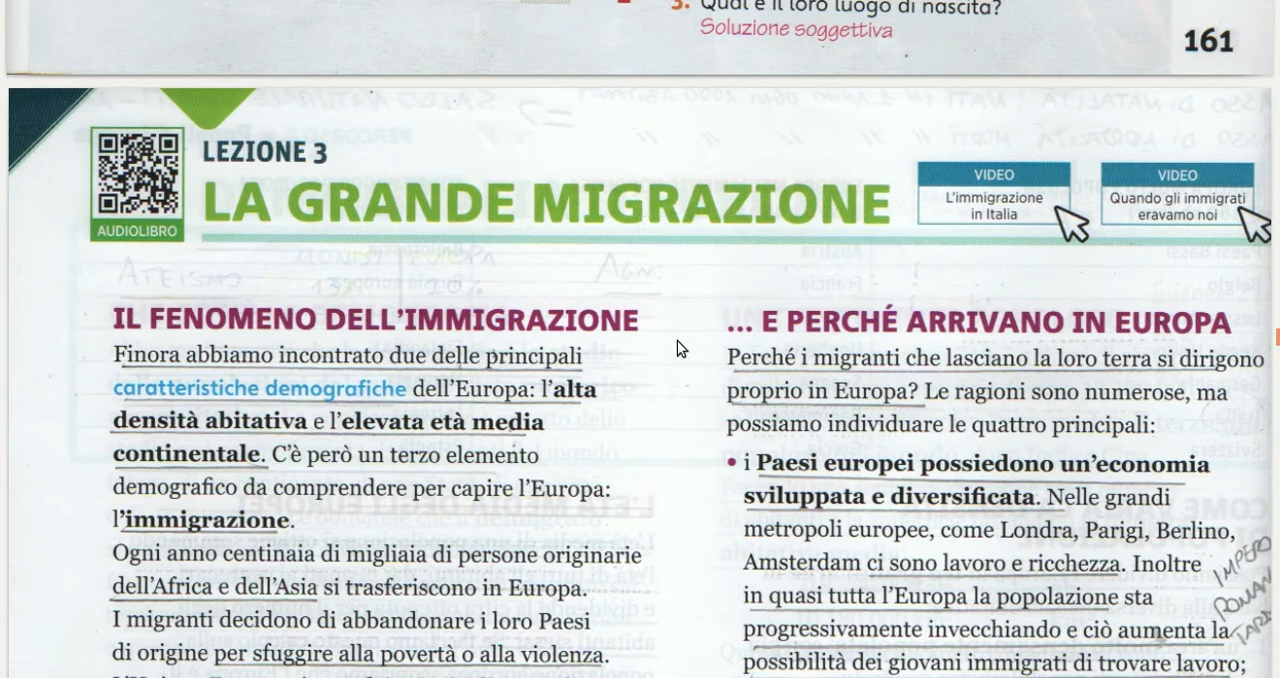 3. Qual è il loro luogo di nascita?
Soluzione soggettiva
161
AUDIOLIBRO
LEZIONE 3
LA GRANDE MIGRAZIONE
VIDEO
L'immigrazione
in Italia
VIDEO
Quando gli immigrati
eravamo noi
ATEISMO
IL FENOMENO DELL'IMMIGRAZIONE
Finora abbiamo incontrato due delle principali
caratteristiche demografiche dell'Europa: l'alta
densità abitativa e l'elevata età media
continentale. C'è però un terzo elemento
demografico da comprendere per capire l'Europa:
l'immigrazione.
Ogni anno centinaia di migliaia di persone originarie
dell'Africa e dell'Asia si trasferiscono in Europa.
I migranti decidono di abbandonare i loro Paesi
di origine per sfuggire alla povertà o alla violenza.
... E PERCHÉ ARRIVANO IN EUROPA
Perché i migranti che lasciano la loro terra si dirigono
proprio in Europa? Le ragioni sono numerose, ma
possiamo individuare le quattro principali:
• i Paesi europei possiedono un'economia
sviluppata e diversificata. Nelle grandi
metropoli europee, come Londra, Parigi, Berlino,
Amsterdam ci sono lavoro e ricchezza. Inoltre
in quasi tutta l'Europa la popolazione sta
progressivamente invecchiando e ciò aumenta la
possibilità dei giovani immigrati di trovare lavoro;
IMPERO